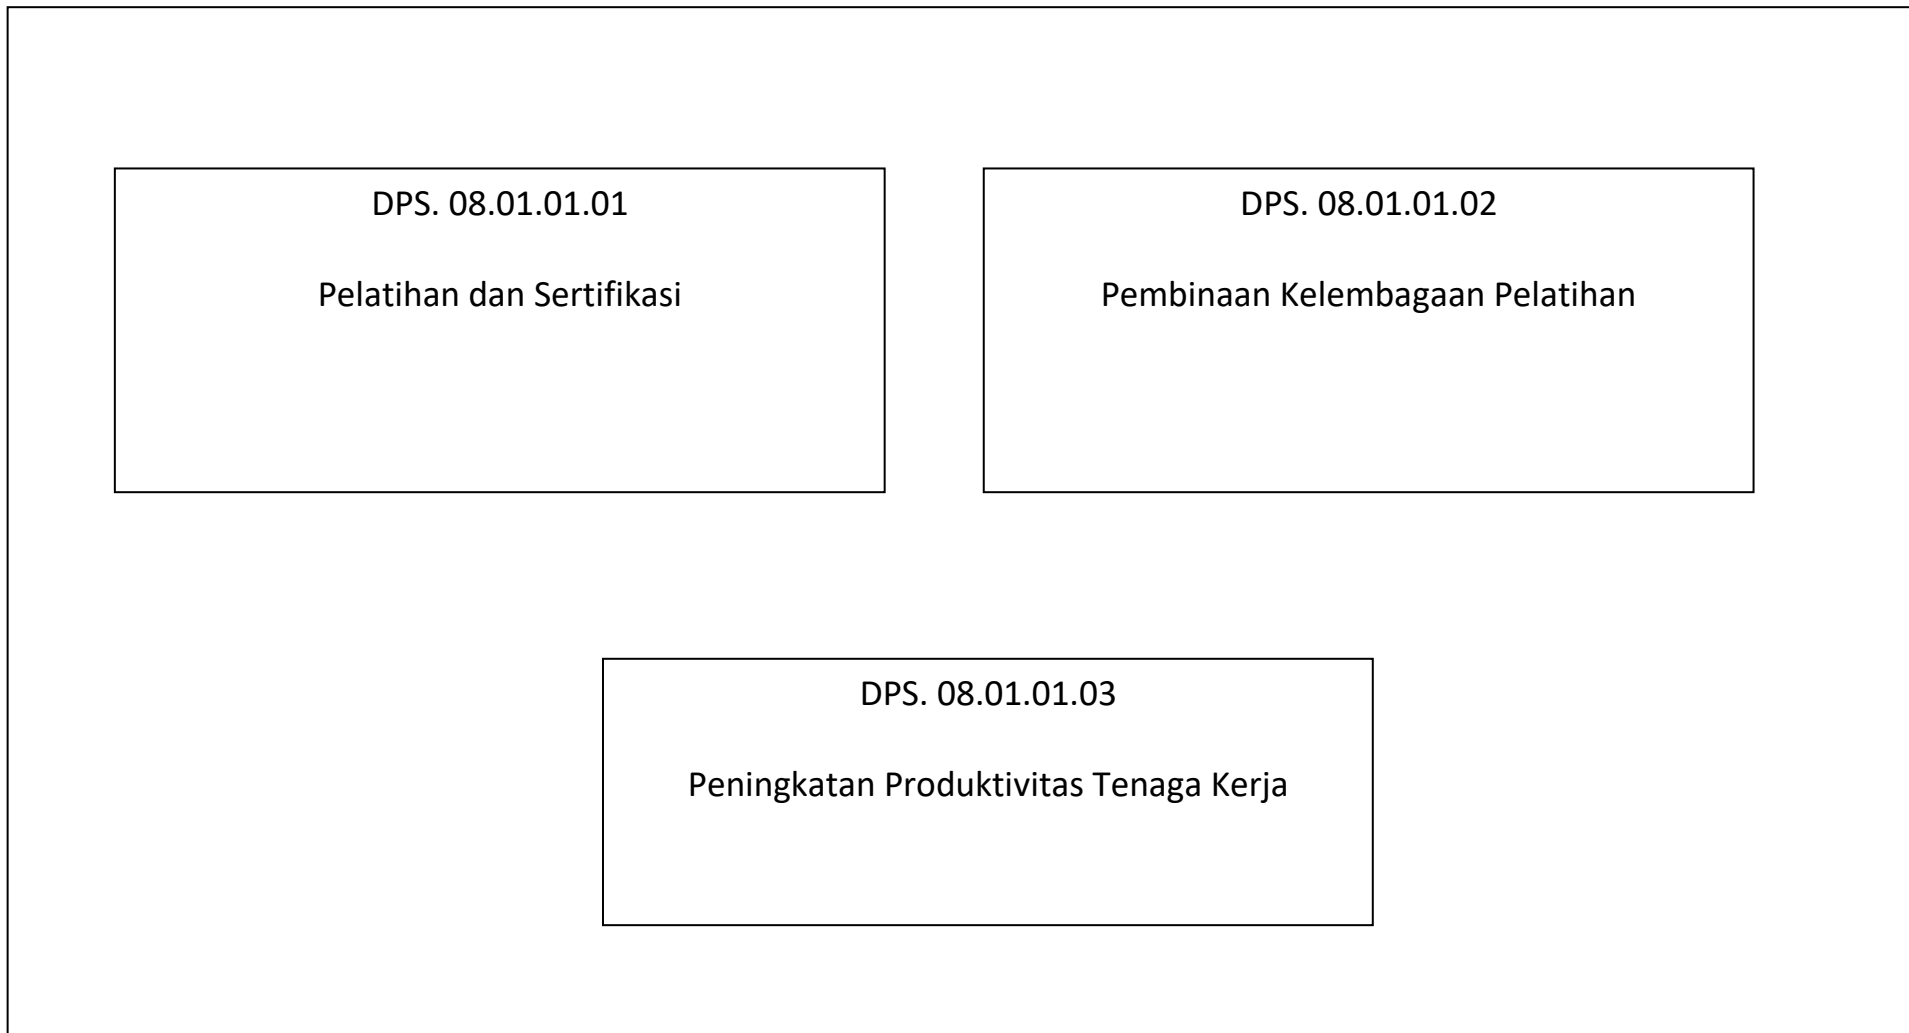 DPS. 08.01.01.01
Pelatihan dan Sertifikasi
DPS. 08.01.01.02
Pembinaan Kelembagaan Pelatihan
DPS. 08.01.01.03
Peningkatan Produktivitas Tenaga Kerja